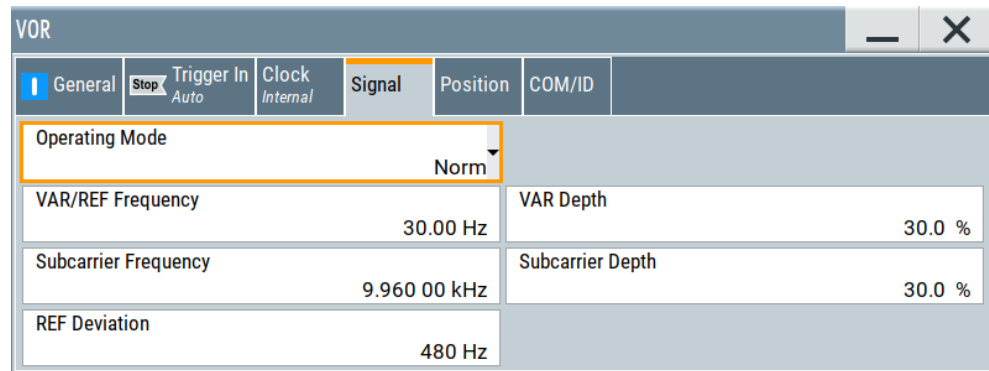 VOR
General
Stop Trigger In
Auto
Clock
Internal
Signal
Position
COM/ID
Operating Mode
Norm
VAR/REF Frequency
30.00 Hz
VAR Depth
30.0 %
Subcarrier Frequency
9.960 00 kHz
Subcarrier Depth
30.0 %
REF Deviation
480 Hz